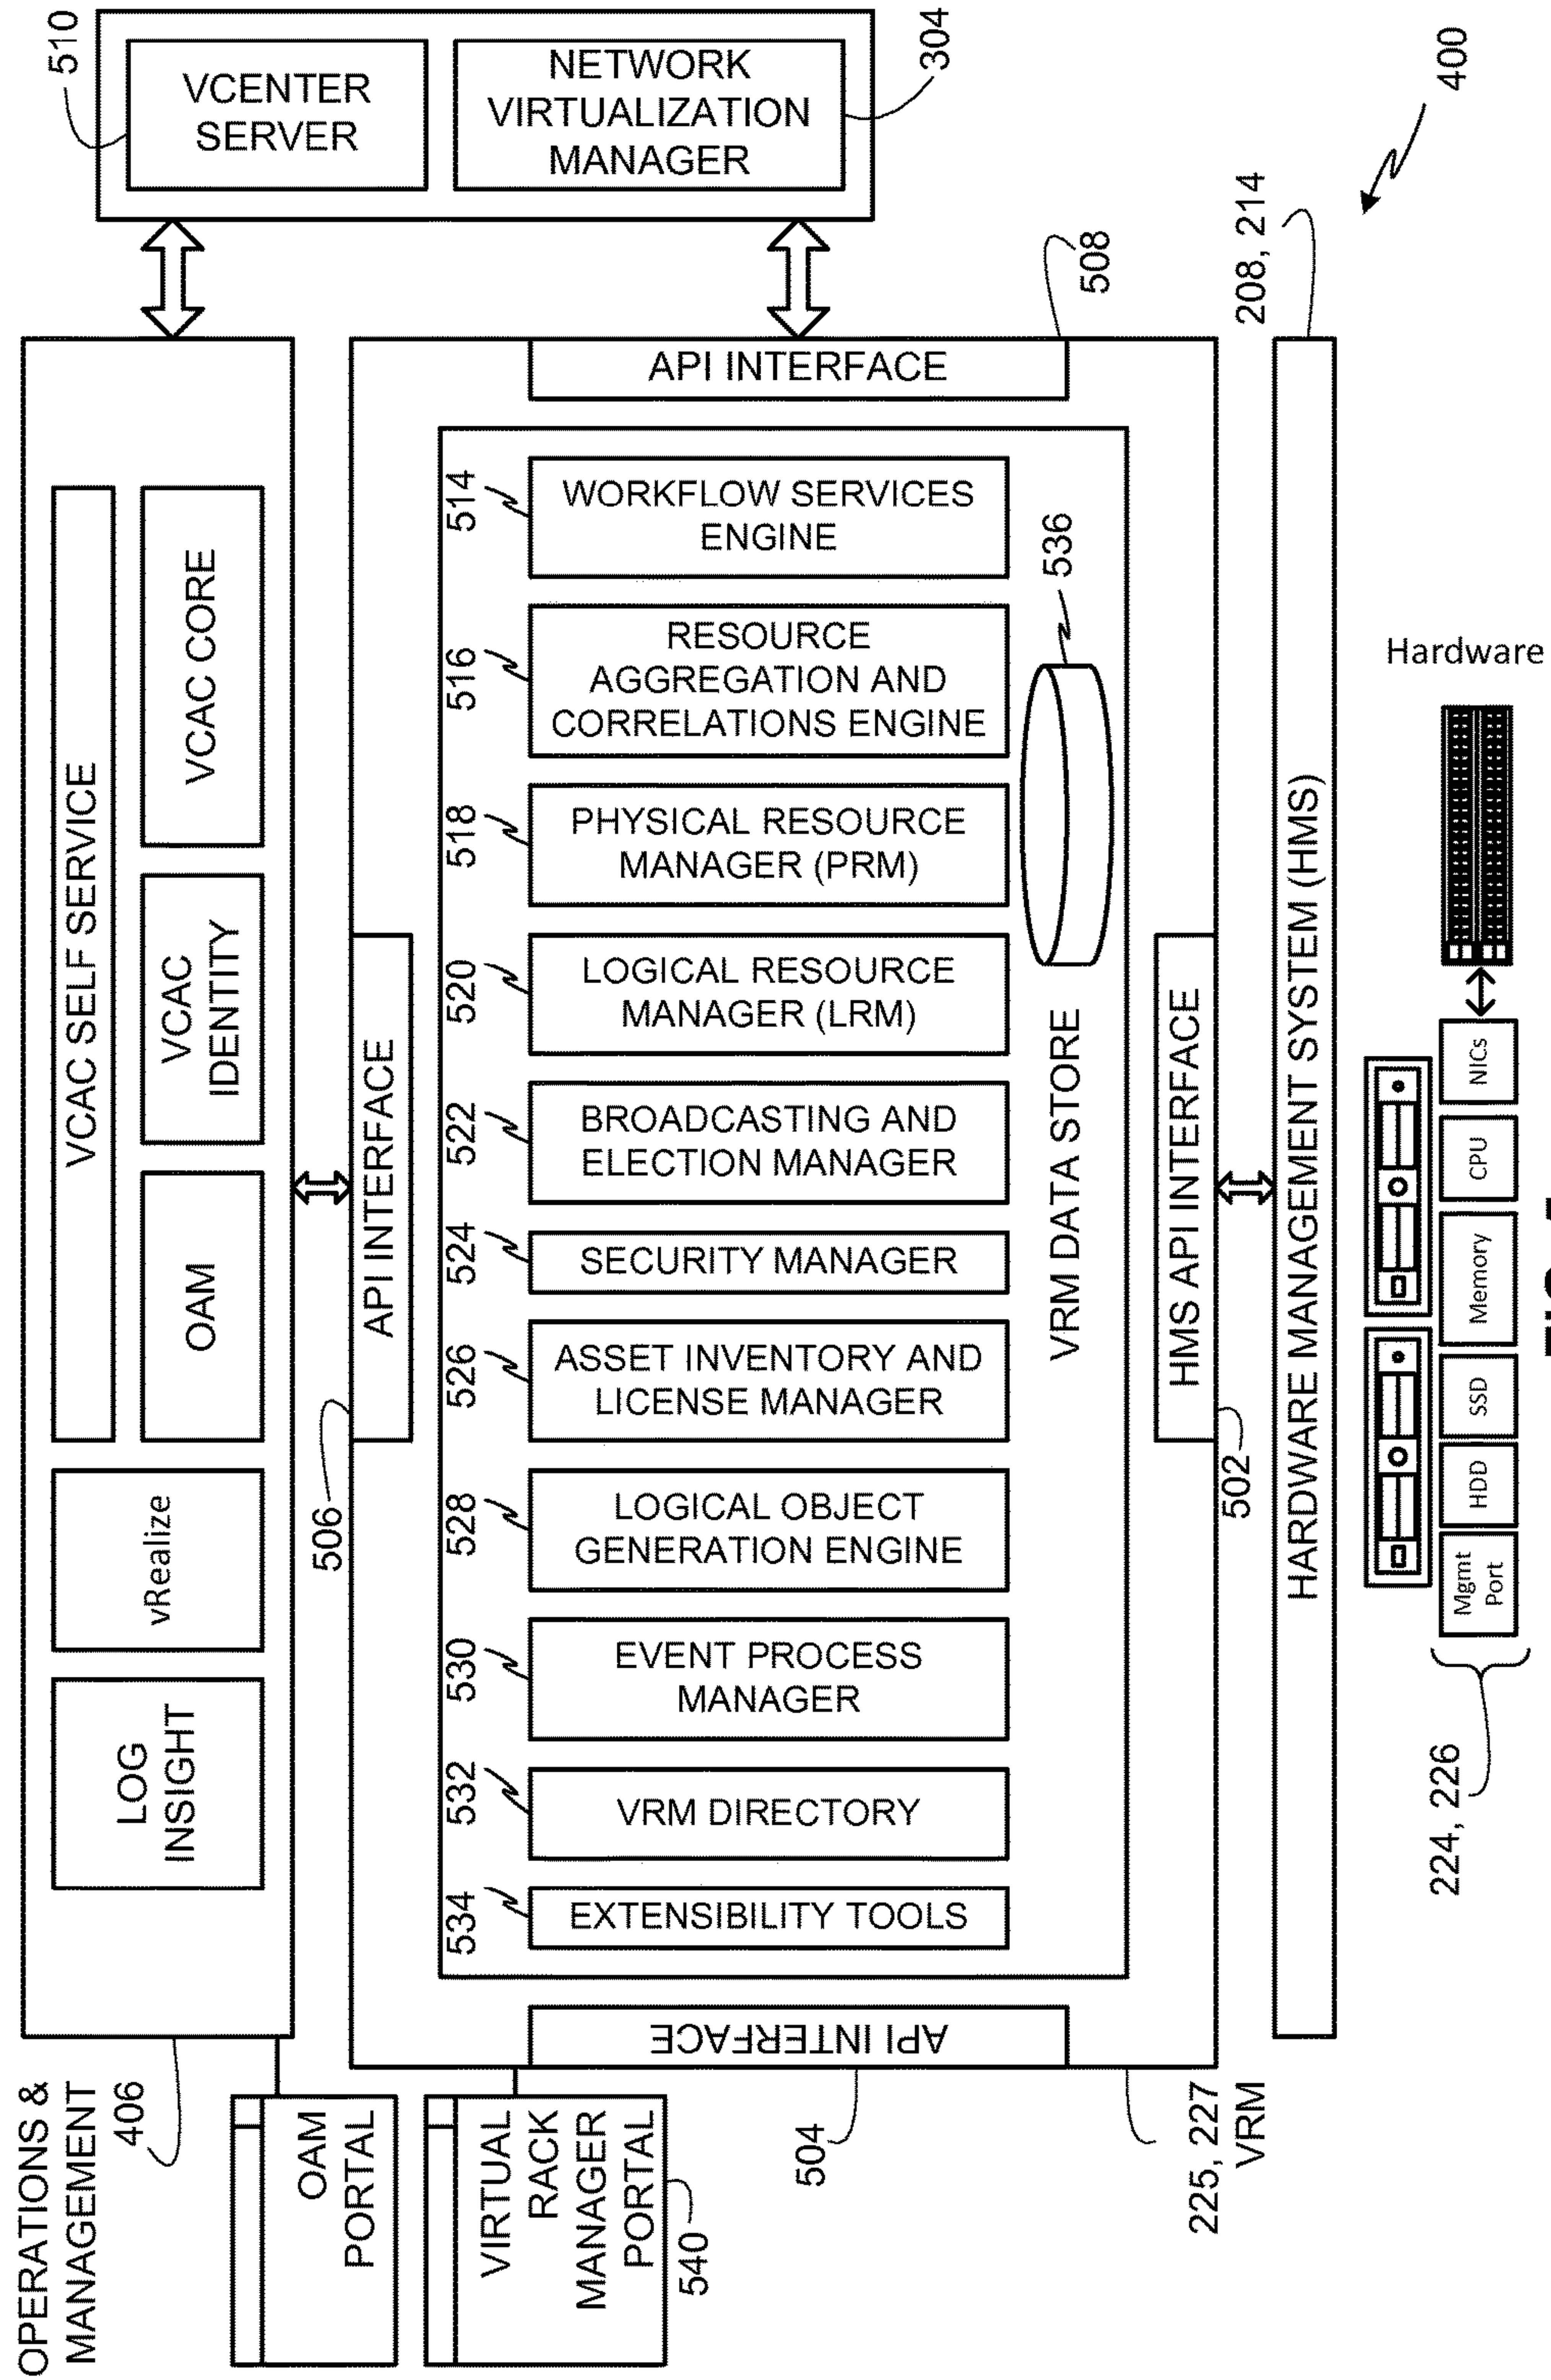 OPERATIONS &
MANAGEMENT
406
LOG
INSIGHT
vRealize
VCAC SELF SERVICE
OAM
VCAC
IDENTITY
VCAC CORE
510
VCENTER
SERVER
NETWORK
VIRTUALIZATION
MANAGER
304
OAM
PORTAL
VIRTUAL
RACK
MANAGER
PORTAL
540
506
API INTERFACE
504
API INTERFACE
534
EXTENSIBILITY TOOLS
532
VRM DIRECTORY
530
EVENT PROCESS
MANAGER
528
LOGICAL OBJECT
GENERATION ENGINE
526
ASSET INVENTORY AND
LICENSE MANAGER
524
SECURITY MANAGER
522
BROADCASTING AND
ELECTION MANAGER
520
LOGICAL RESOURCE
MANAGER (LRM)
518
PHYSICAL RESOURCE
MANAGER (PRM)
516
RESOURCE
AGGREGATION AND
CORRELATIONS ENGINE
514
WORKFLOW SERVICES
ENGINE
API INTERFACE
508
VRM DATA STORE
536
225, 227
VRM
502
HMS API INTERFACE
HARDWARE MANAGEMENT SYSTEM (HMS)
208, 214
224, 226
Mgmt
Port
HDD
SSD
Memory
CPU
NICs
Hardware
400